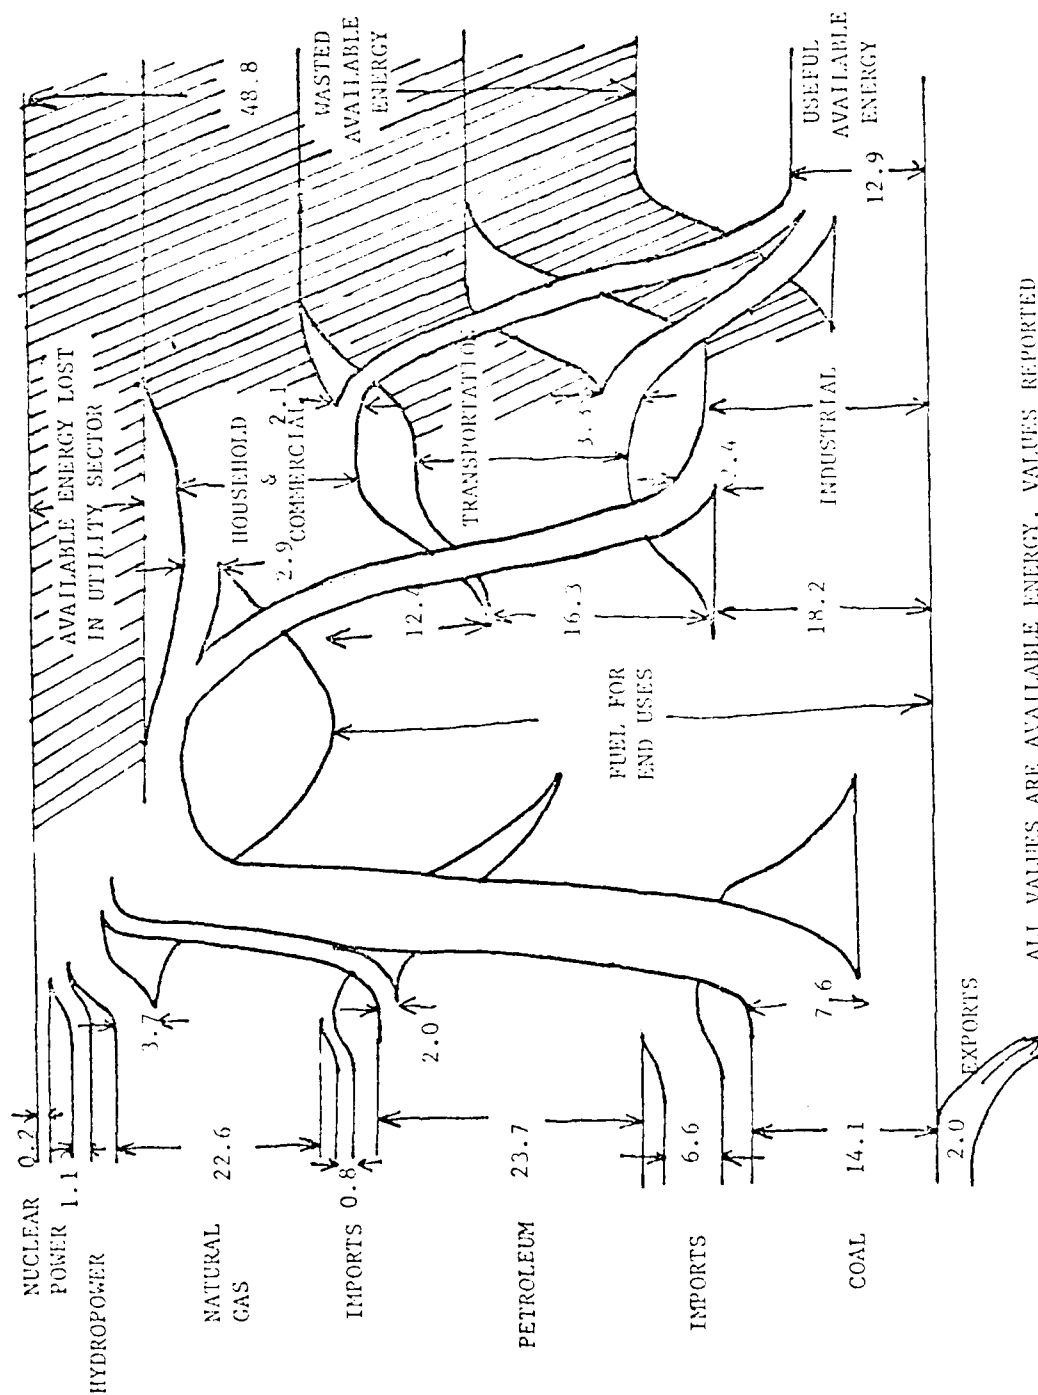 NUCLEAR 0.2
POWER 1.1
HYDROPOWER
NATURAL
GAS
22.6
IMPORTS 0.8
PETROLEUM
23.7
IMPORTS
6.6
COAL
14.1
2.0
EXPORTS
3.7
2.0
7.6
FUEL FOR
END USES
AVAILABLE ENERGY LOST
IN UTILITY SECTOR
HOUSEHOLD
&
COMMERCIAL
2.9
2.1
12.4
TRANSPORTATION
16.3
INDUSTRIAL
18.2
48.8
WASTED
AVAILABLE
ENERGY
USEFUL
AVAILABLE
ENERGY
12.9
ALL VALUES ARE AVAILABLE ENERGY. VALUES REPORTED